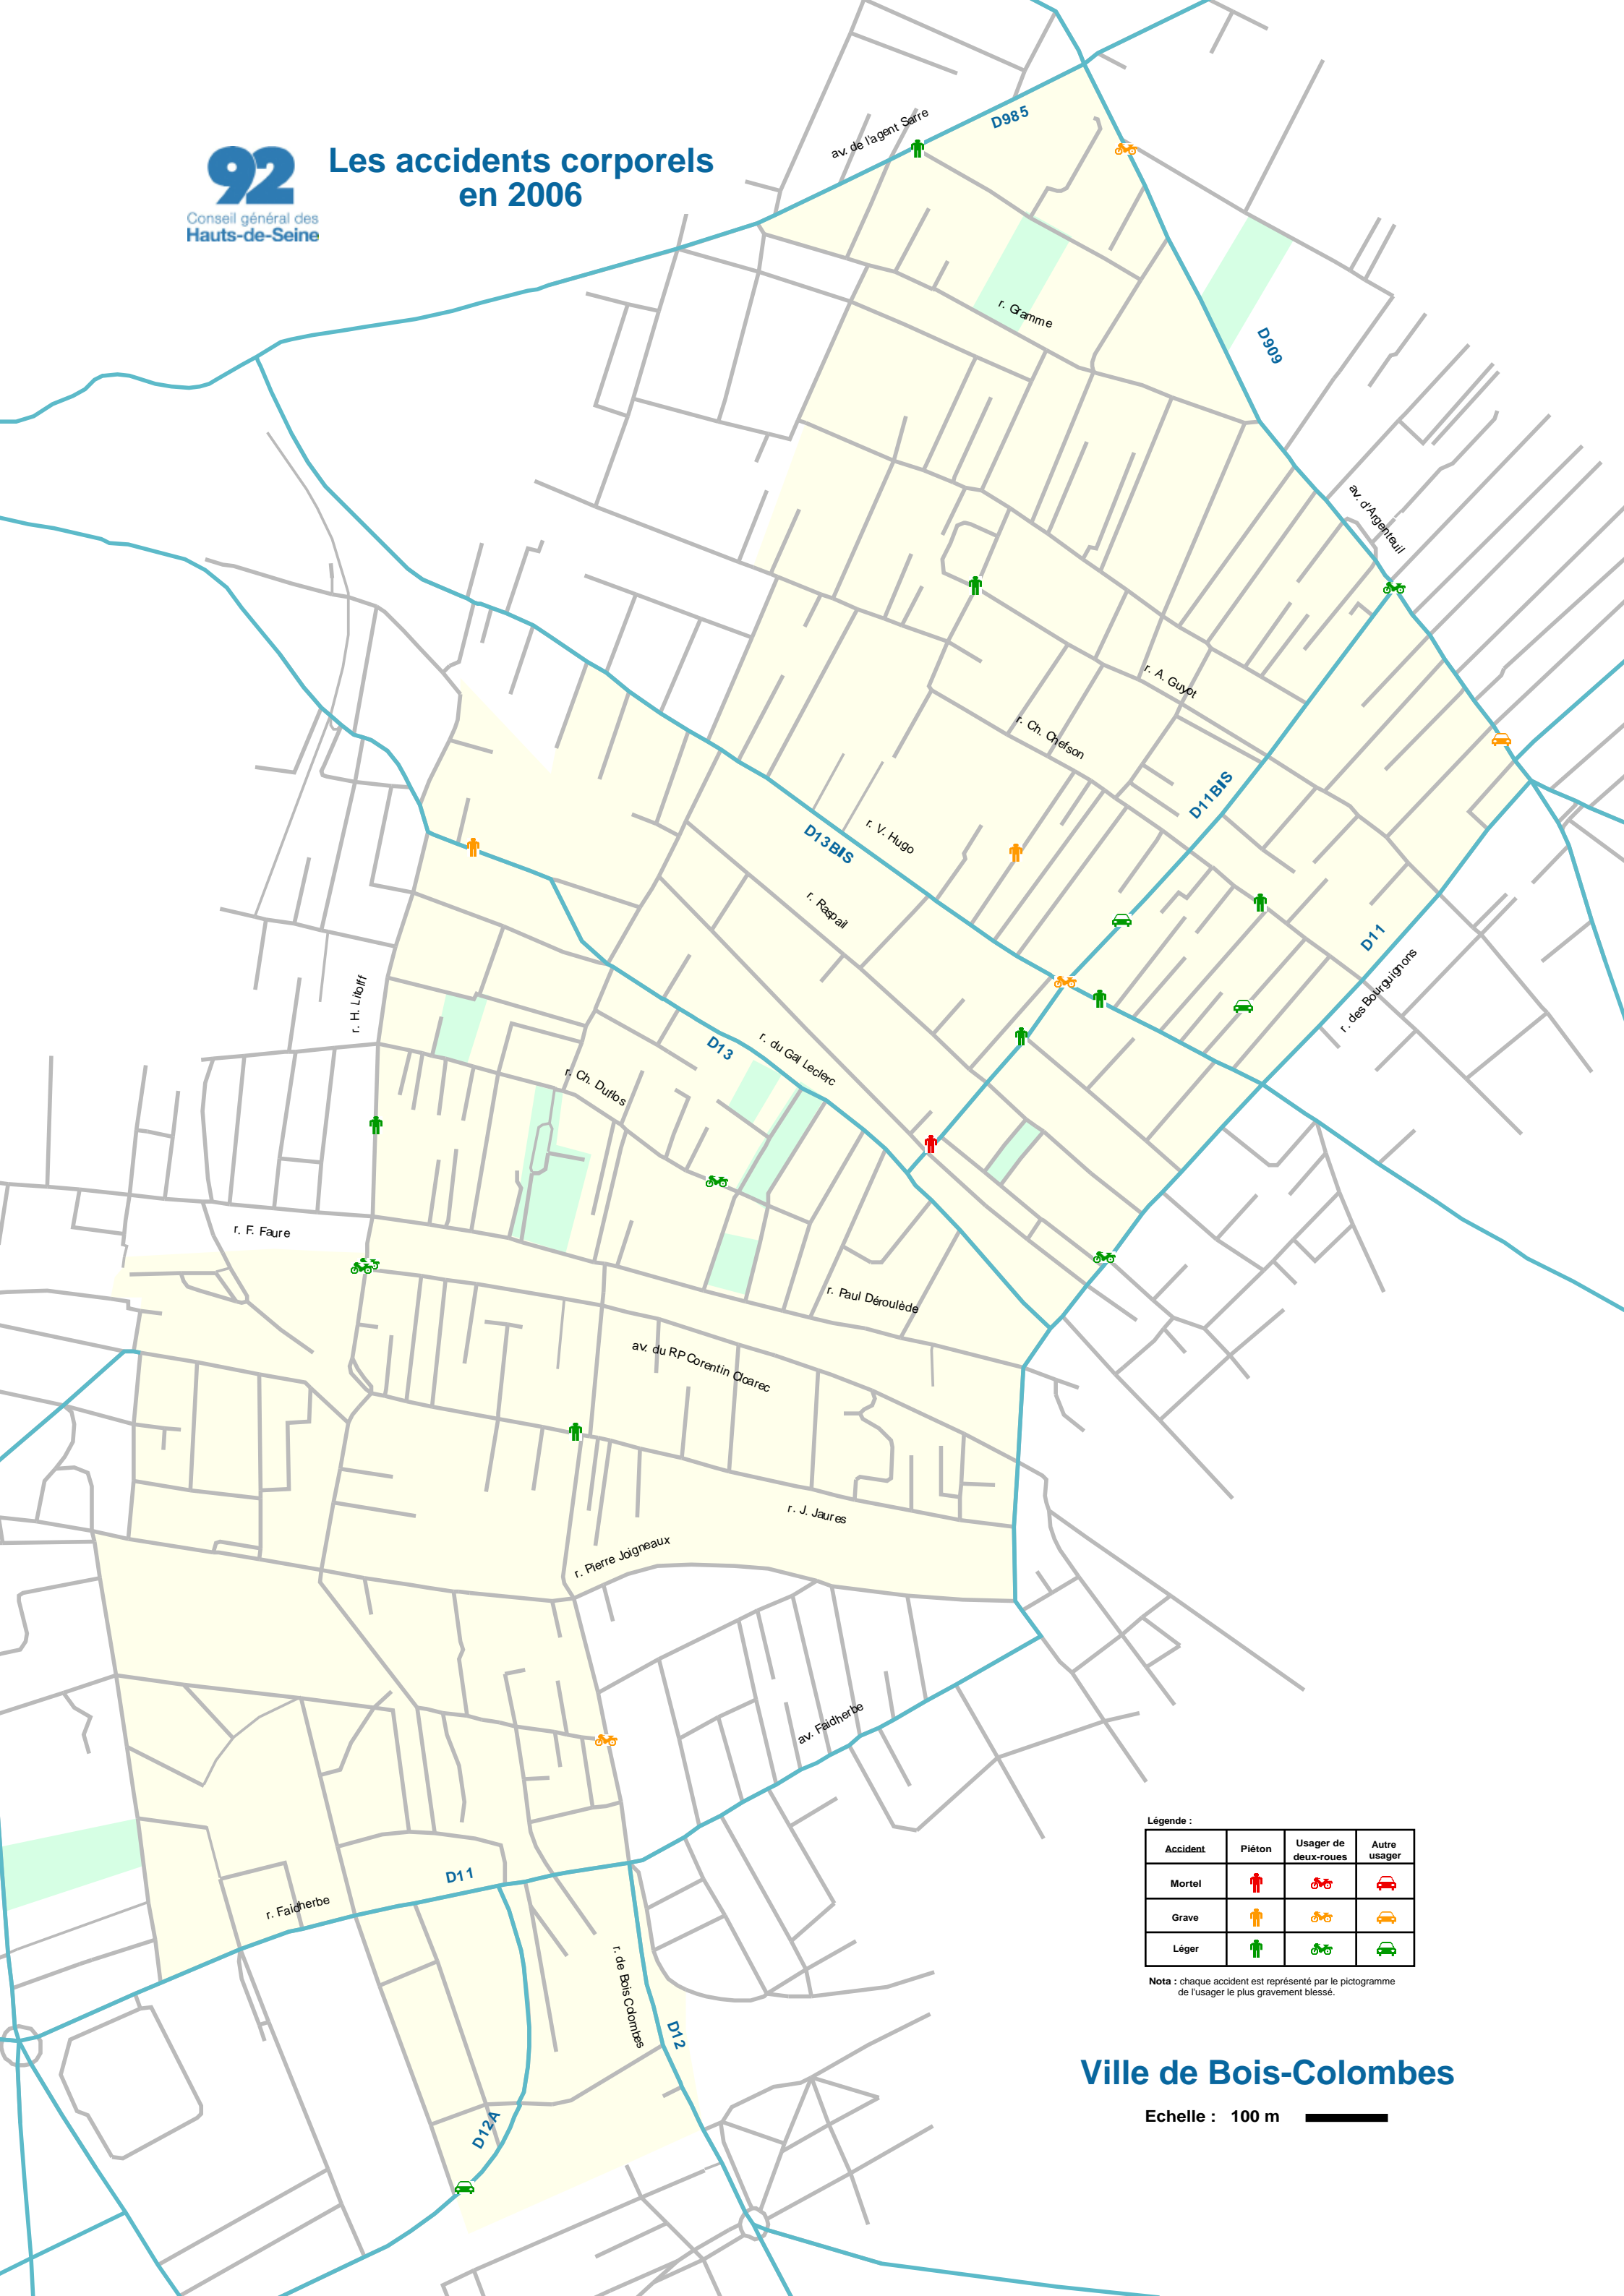 92
Conseil général des
Hauts-de-Seine
Les accidents corporels
en 2006
av. de l'agent Sarre
D985
r. Gramme
D909
av. d'Argenteuil
r. A. Guyot
r. Ch. Chefson
D11BIS
r. V. Hugo
D13BIS
r. Raspail
D11
r. des Bourguignons
r. H. Litolff
D13
r. du Gal Leclerc
r. Ch. Duflos
r. F. Faure
r. Paul Déroulède
av. du RP Corentin Cloarec
r. J. Jaures
r. Pierre Joigneaux
av. Faidherbe
D11
r. Faidherbe
r. de Bois Colombes
D12
D12A
Légende :
Accident Piéton Usager de deux-roues Autre usager
Mortel
Grave
Léger
Nota : chaque accident est représenté par le pictogramme
de l'usager le plus gravement blessé.
Ville de Bois-Colombes
Echelle : 100 m